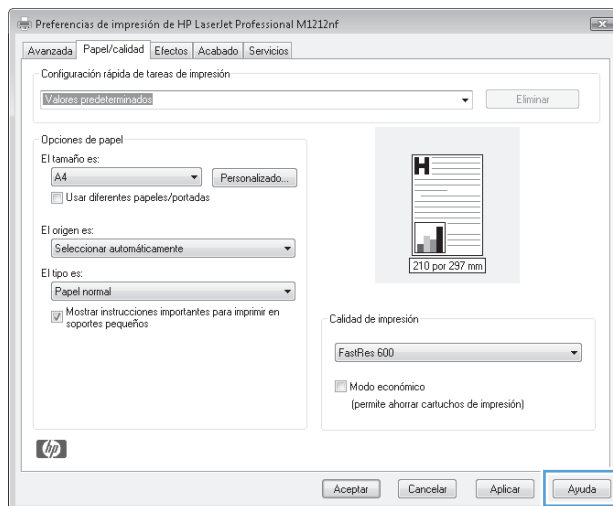 Preferencias de impresión de HP LaserJet Professional M1212nf
Avanzada Papel/calidad Efectos Acabado Servicios
Configuración rápida de tareas de impresión
Valores predeterminados
Eliminar
Opciones de papel
El tamaño es:
A4
Personalizado...
Usar diferentes papeles/portadas
El origen es:
Seleccionar automáticamente
El tipo es:
Papel normal
Mostrar instrucciones importantes para imprimir en
soportes pequeños
H
210 por 297 mm
Calidad de impresión
FastRes 600
Modo económico
(permite ahorrar cartuchos de impresión)
hp
Aceptar Cancelar Aplicar Ayuda